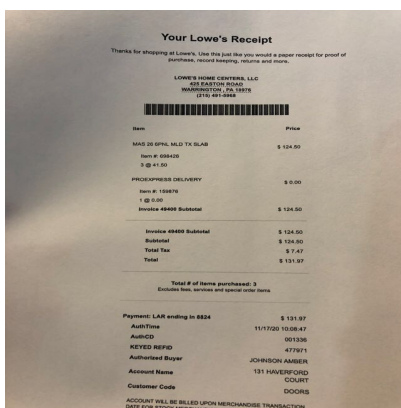 Your Lowe's Receipt
Thanks for shopping at Lowe's. Use this just like you would a paper receipt for proof of
purchase, record keeping, returns and more.
LOWE'S HOME CENTERS, LLC
425 EASTON ROAD
WARRINGTON , PA 18976
(215) 491-5968
Item Price
MAS 28 SPNL MLD TX SLAB $ 124.50
Item #: 698428
3 @ 41.50
PROEXPRESS DELIVERY $ 0.00
Item #: 159876
1 @ 0.00
Invoice 49400 Subtotal $ 124.50
Invoice 49400 Subtotal $ 124.50
Subtotal $ 124.50
Total Tax $ 7.47
Total $ 131.97
Total # of items purchased: 3
Excludes fees, services and special order items
Payment: LAR ending in 8824 $ 131.97
AuthTime 11/17/20 10:08:47
AuthCD 001336
KEYED REFID 477971
Authorized Buyer JOHNSON AMBER
Account Name 131 HAVERFORD
COURT
Customer Code DOORS
ACCOUNT WILL BE BILLED UPON MERCHANDISE TRANSACTION